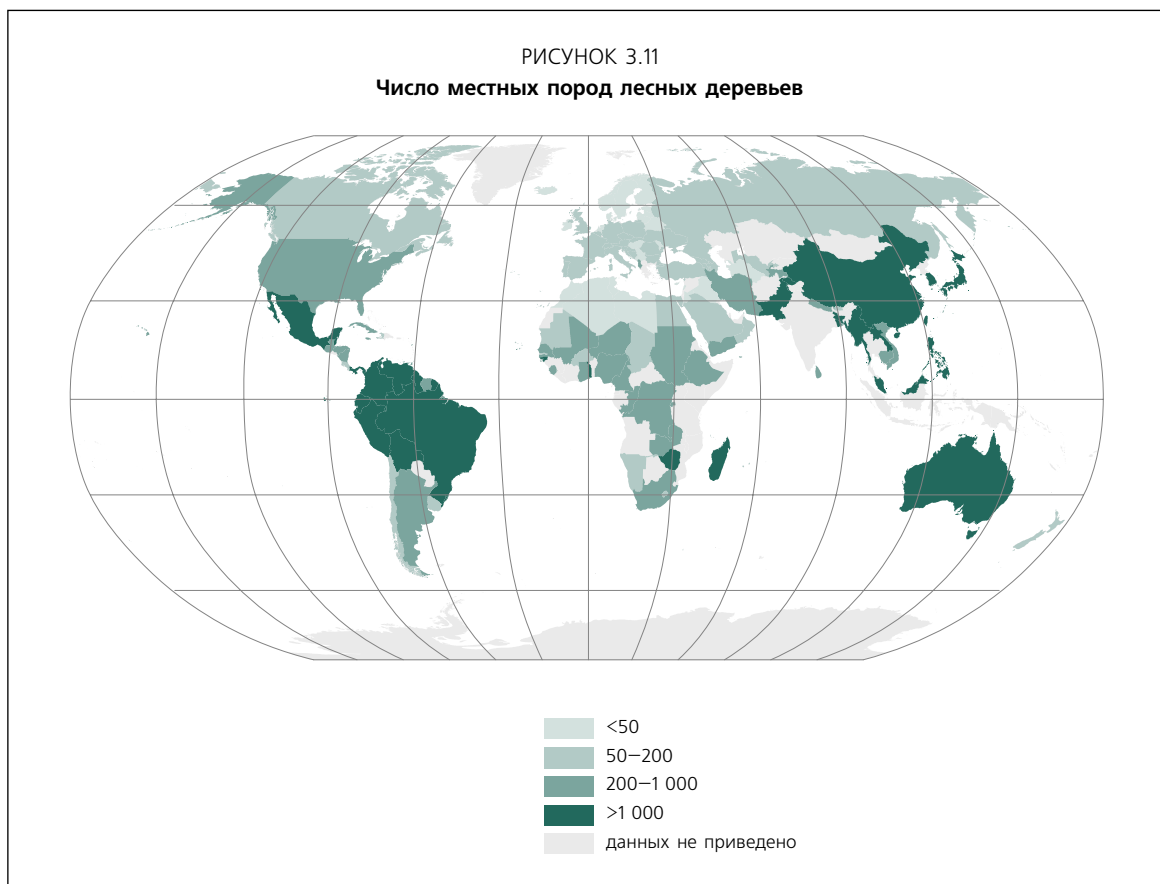 РИСУНОК 3.11
Число местных пород лесных деревьев
<50
50–200
200–1 000
>1 000
данных не приведено